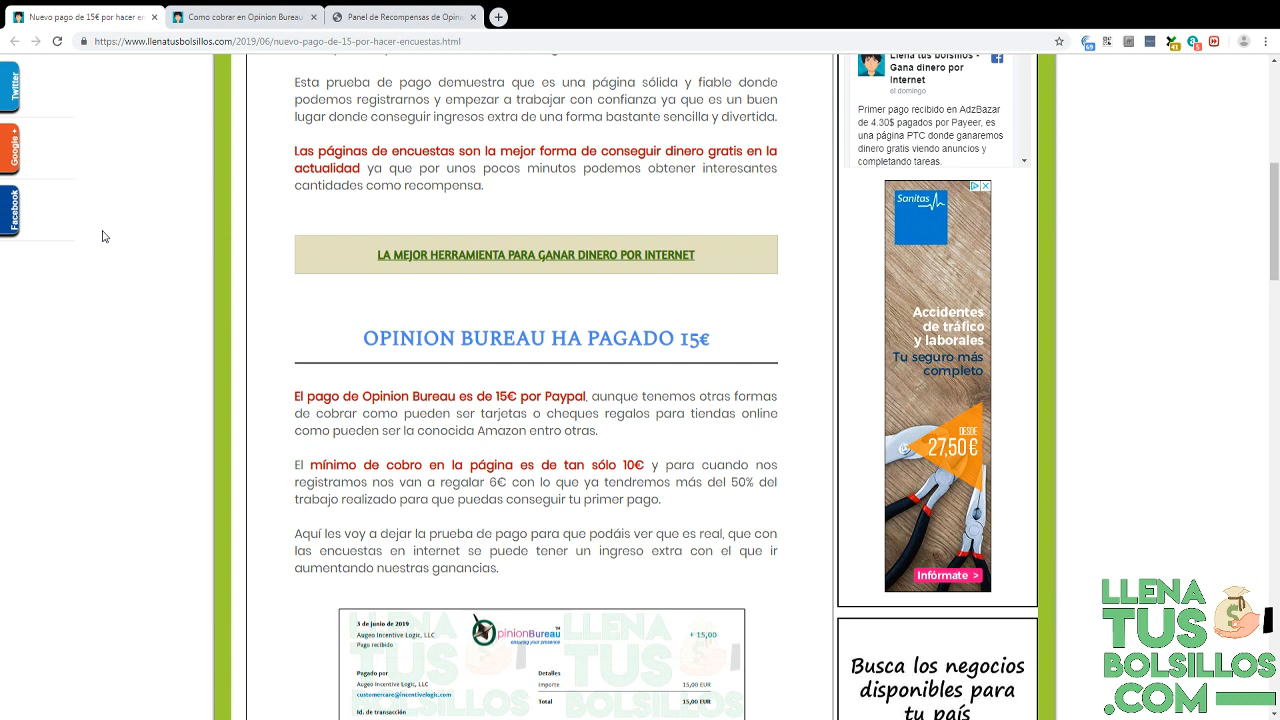 Nuevo pago de 15€ por hacer en
Como cobrar en Opinion Bureau
Panel de Recompensas de Opin
https://www.llenatusbolsillos.com/2019/06/nuevo-pago-de-15-por-hacer-encuestas.html
69
41
5
Twitter
Google +
Facebook
Esta prueba de pago demuestra que es una página sólida y fiable donde
podemos registrarnos y empezar a trabajar con confianza ya que es un buen
lugar donde conseguir ingresos extra de una forma bastante sencilla y divertida.
Las páginas de encuestas son la mejor forma de conseguir dinero gratis en la
actualidad ya que por unos pocos minutos podemos obtener interesantes
cantidades como recompensa.
LA MEJOR HERRAMIENTA PARA GANAR DINERO POR INTERNET
OPINION BUREAU HA PAGADO 15€
El pago de Opinion Bureau es de 15€ por Paypal, aunque tenemos otras formas
de cobrar como pueden ser tarjetas o cheques regalos para tiendas online
como pueden ser la conocida Amazon entre otras.
El mínimo de cobro en la página es de tan sólo 10€ y para cuando nos
registramos nos van a regalar 6€ con lo que ya tendremos más del 50% del
trabajo realizado para que puedas conseguir tu primer pago.
Aquí les voy a dejar la prueba de pago para que podáis ver que es real, que con
las encuestas en internet se puede tener un ingreso extra con el que ir
aumentando nuestras ganancias.
3 de junio de 2019
Augeo Incentive Logic, LLC
Pago recibido
pinionBureau
ensuring your presence
+ 15,00
Pagado por
Augeo Incentive Logic, LLC
customercare@incentivelogic.com
Id. de transacción
Detalles
Importe 15,00 EUR
Total 15,00 EUR
LLENA
TUS
BOLSILLOS
LLENA
TUS
BOLSILLOS
Llena tus bolsillos -
Gana dinero por
Internet
el domingo
Primer pago recibido en AdzBazar
de 4.30$ pagados por Payeer, es
una página PTC donde ganaremos
dinero gratis viendo anuncios y
completando tareas.
Sanitas
Accidentes
de tráfico
y laborales
Tu seguro más
completo
DESDE
27,50 €
Infórmate >
Busca los negocios
disponibles para
tu país
LLENA
TUS
BOLSILLOS
.COM